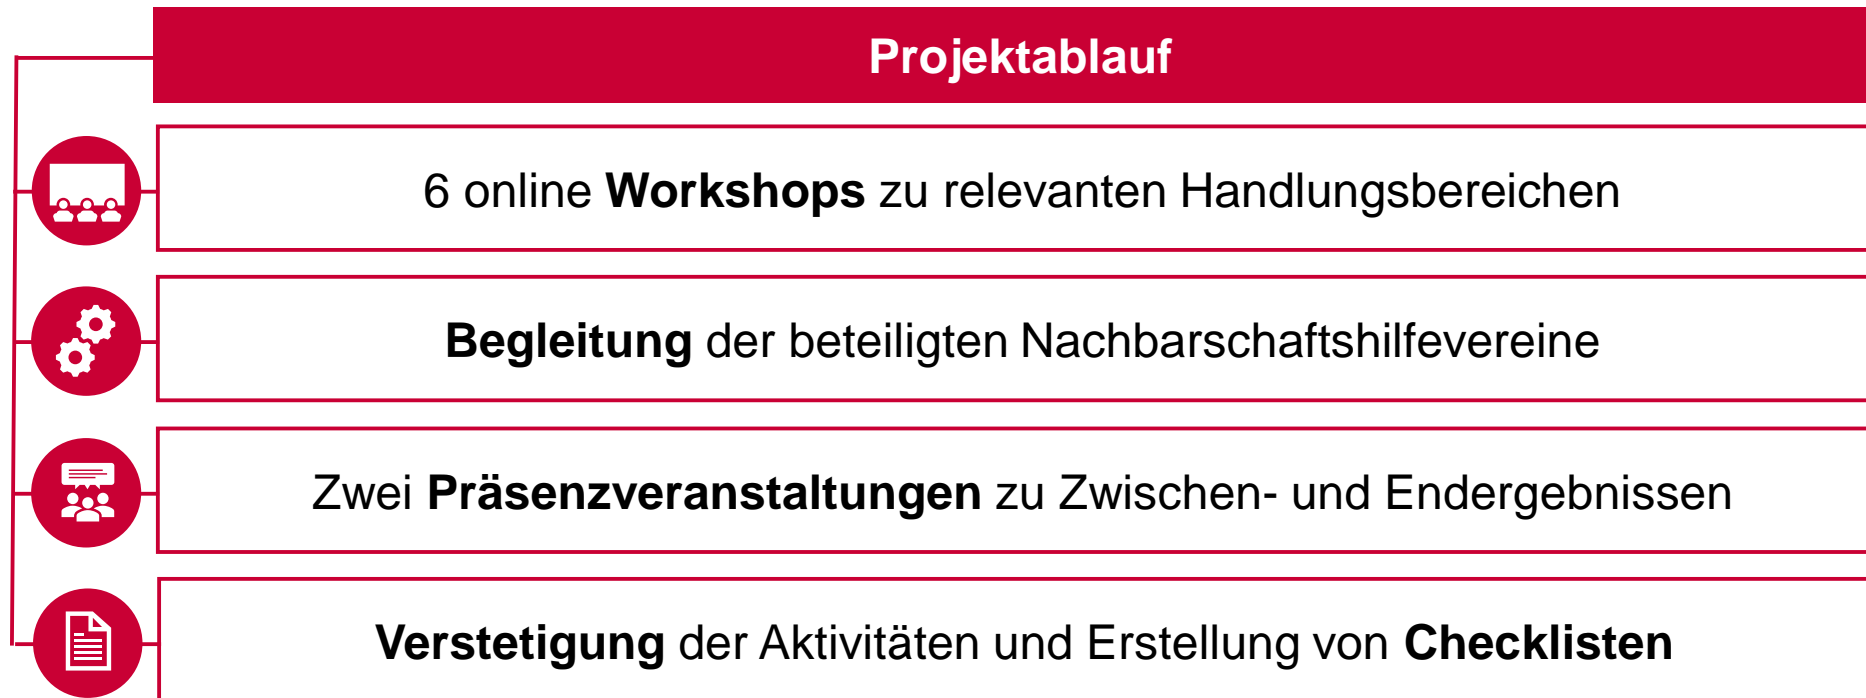 Projektablauf
6 online Workshops zu relevanten Handlungsbereichen
Begleitung der beteiligten Nachbarschaftshilfevereine
Zwei Präsenzveranstaltungen zu Zwischen- und Endergebnissen
Verstetigung der Aktivitäten und Erstellung von Checklisten